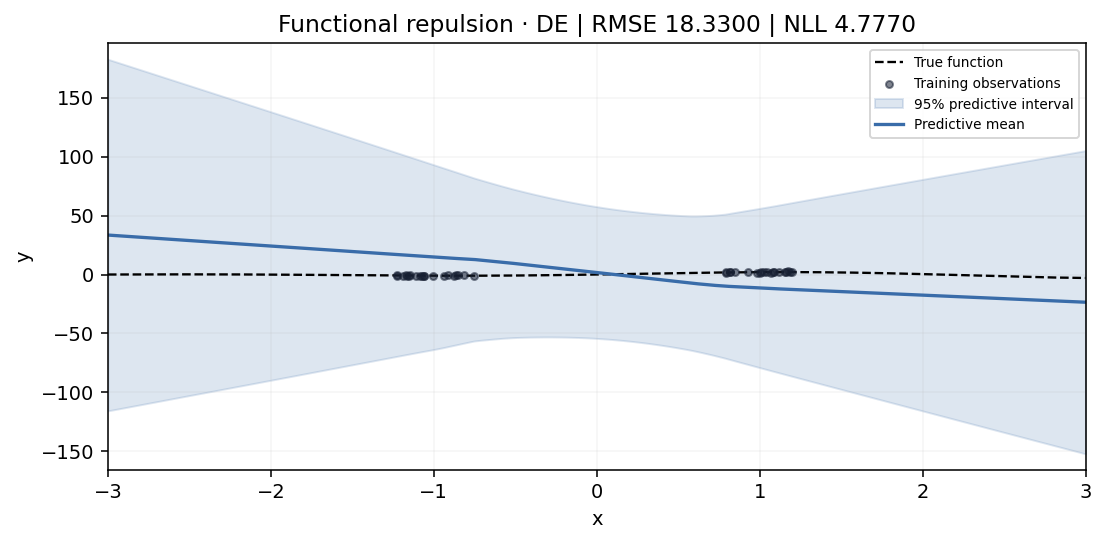 Functional repulsion · DE | RMSE 18.3300 | NLL 4.7770
True function
Training observations
95% predictive interval
Predictive mean
150
100
50
0
−50
−100
−150
y
−3 −2 −1 0 1 2 3
x